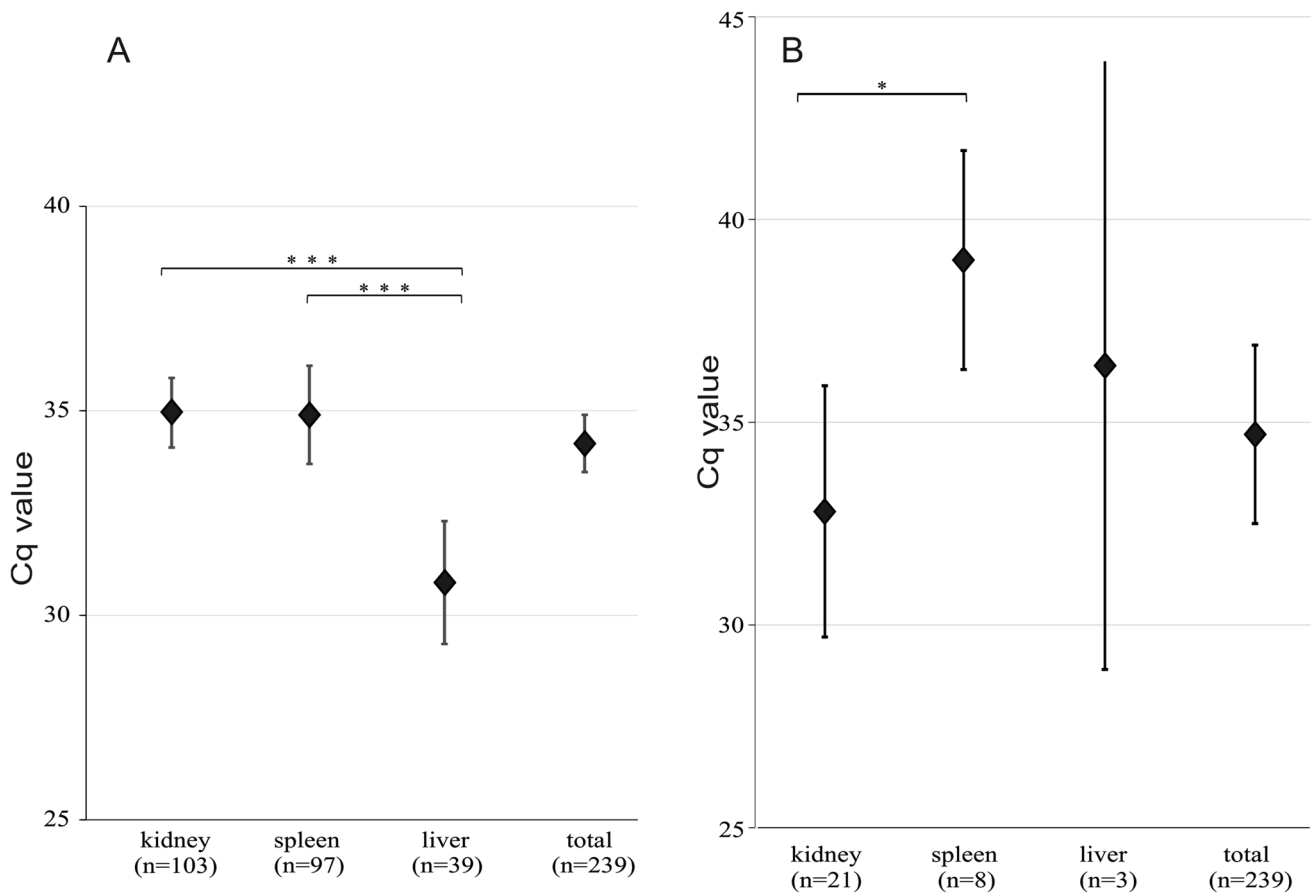 A
Cq value
40
35
30
25
* * *
* * *
kidney
(n=103)
spleen
(n=97)
liver
(n=39)
total
(n=239)
B
Cq value
45
40
35
30
25
*
kidney
(n=21)
spleen
(n=8)
liver
(n=3)
total
(n=239)